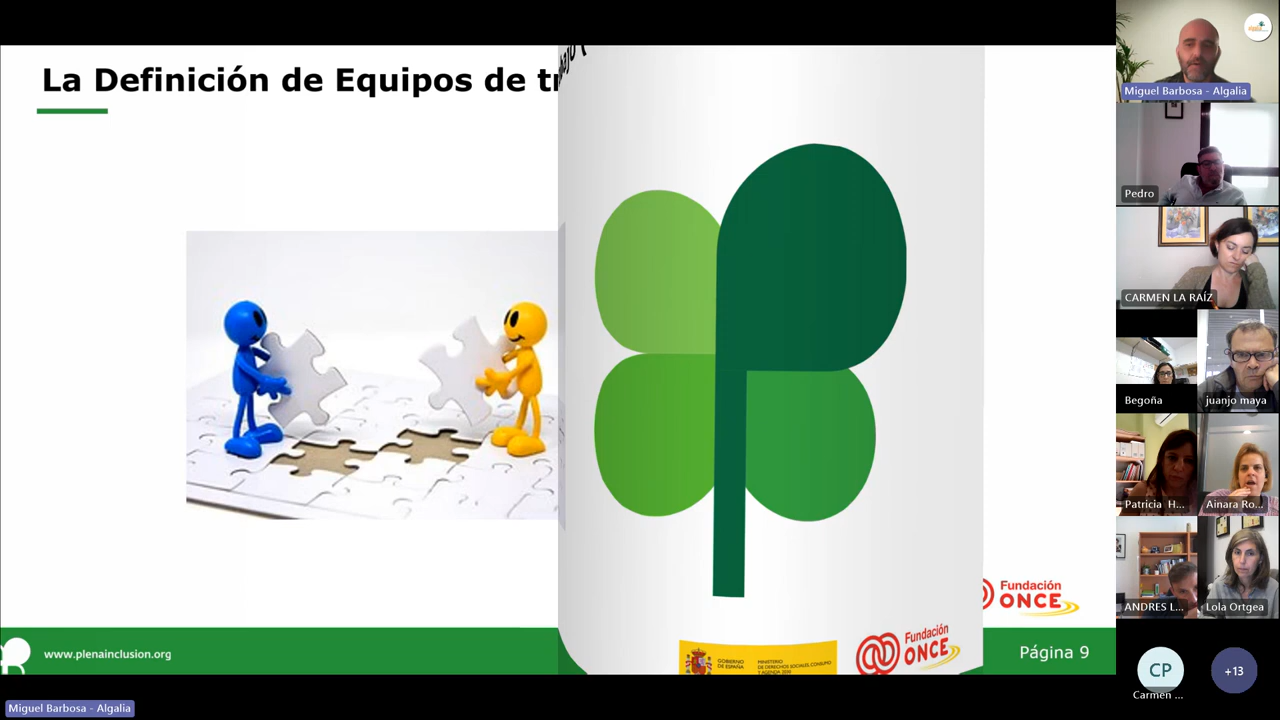 La Definición de Equipos de tr
Fundación
ONCE
GOBIERNO
DE ESPAÑA
MINISTERIO
DE DERECHOS SOCIALES, CONSUMO
Y AGENDA 2030
Fundación
ONCE
www.plenainclusion.org
Página 9
Miguel Barbosa - Algalia
Miguel Barbosa - Algalia
Pedro
CARMEN LA RAÍZ
Begoña
juanjo maya
Patricia H...
Ainara Ro...
ANDRES L...
Lola Ortgea
CP
Carmen ...
+13